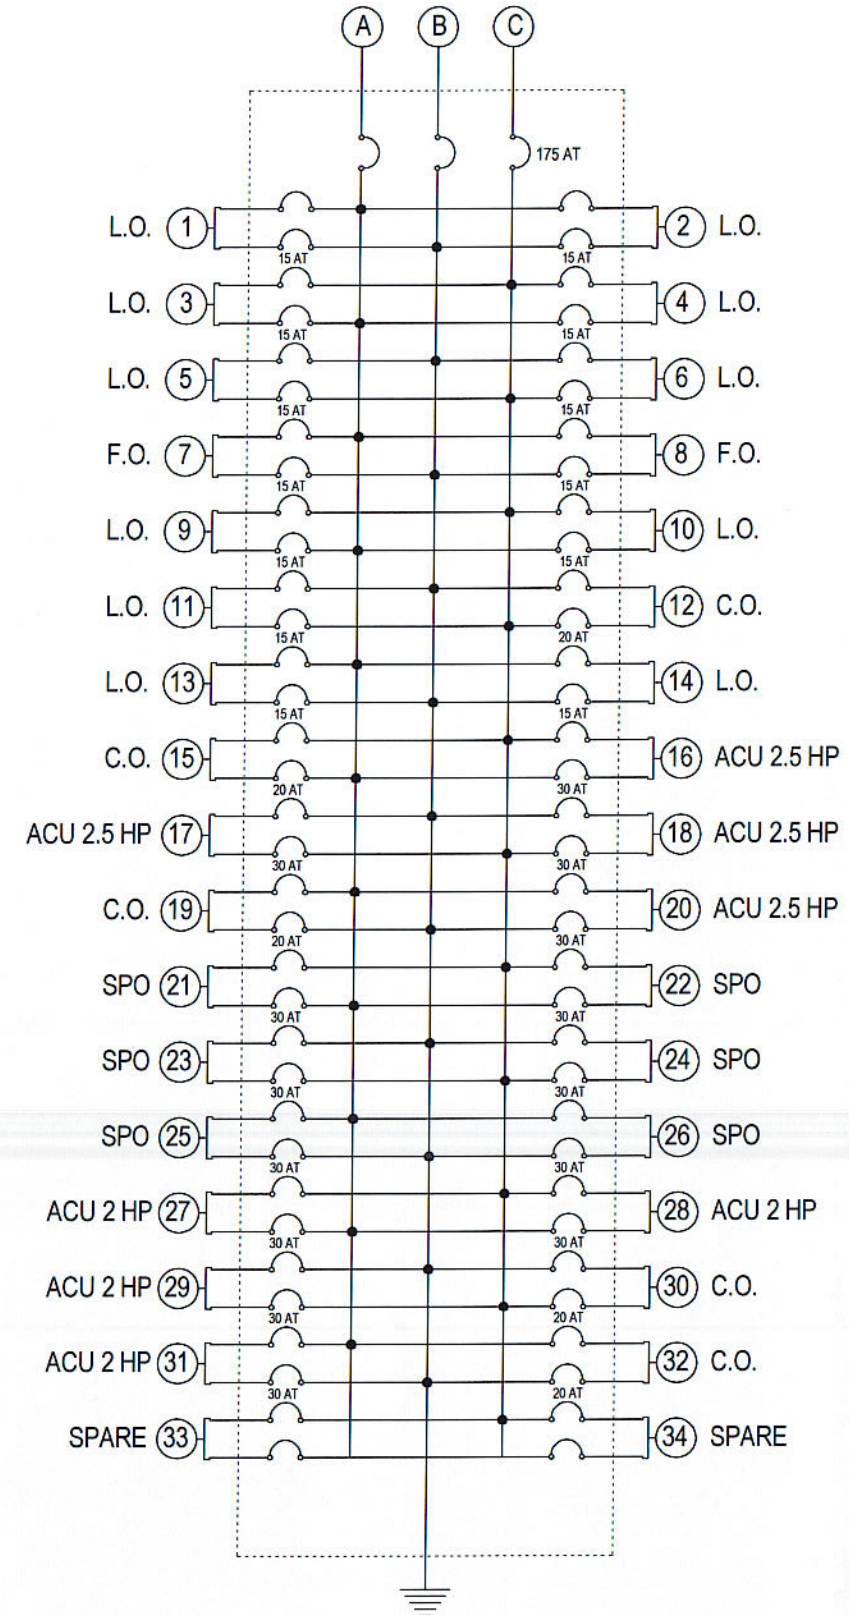 A B C
175 AT
L.O. 1 2 L.O.
15 AT 15 AT
L.O. 3 4 L.O.
15 AT 15 AT
L.O. 5 6 L.O.
15 AT 15 AT
F.O. 7 8 F.O.
15 AT 15 AT
L.O. 9 10 L.O.
15 AT 15 AT
L.O. 11 12 C.O.
15 AT 20 AT
L.O. 13 14 L.O.
15 AT 15 AT
C.O. 15 16 ACU 2.5 HP
20 AT 30 AT
ACU 2.5 HP 17 18 ACU 2.5 HP
30 AT 30 AT
C.O. 19 20 ACU 2.5 HP
20 AT 30 AT
SPO 21 22 SPO
30 AT 30 AT
SPO 23 24 SPO
30 AT 30 AT
SPO 25 26 SPO
30 AT 30 AT
ACU 2 HP 27 28 ACU 2 HP
30 AT 30 AT
ACU 2 HP 29 30 C.O.
30 AT 20 AT
ACU 2 HP 31 32 C.O.
30 AT 20 AT
SPARE 33 34 SPARE